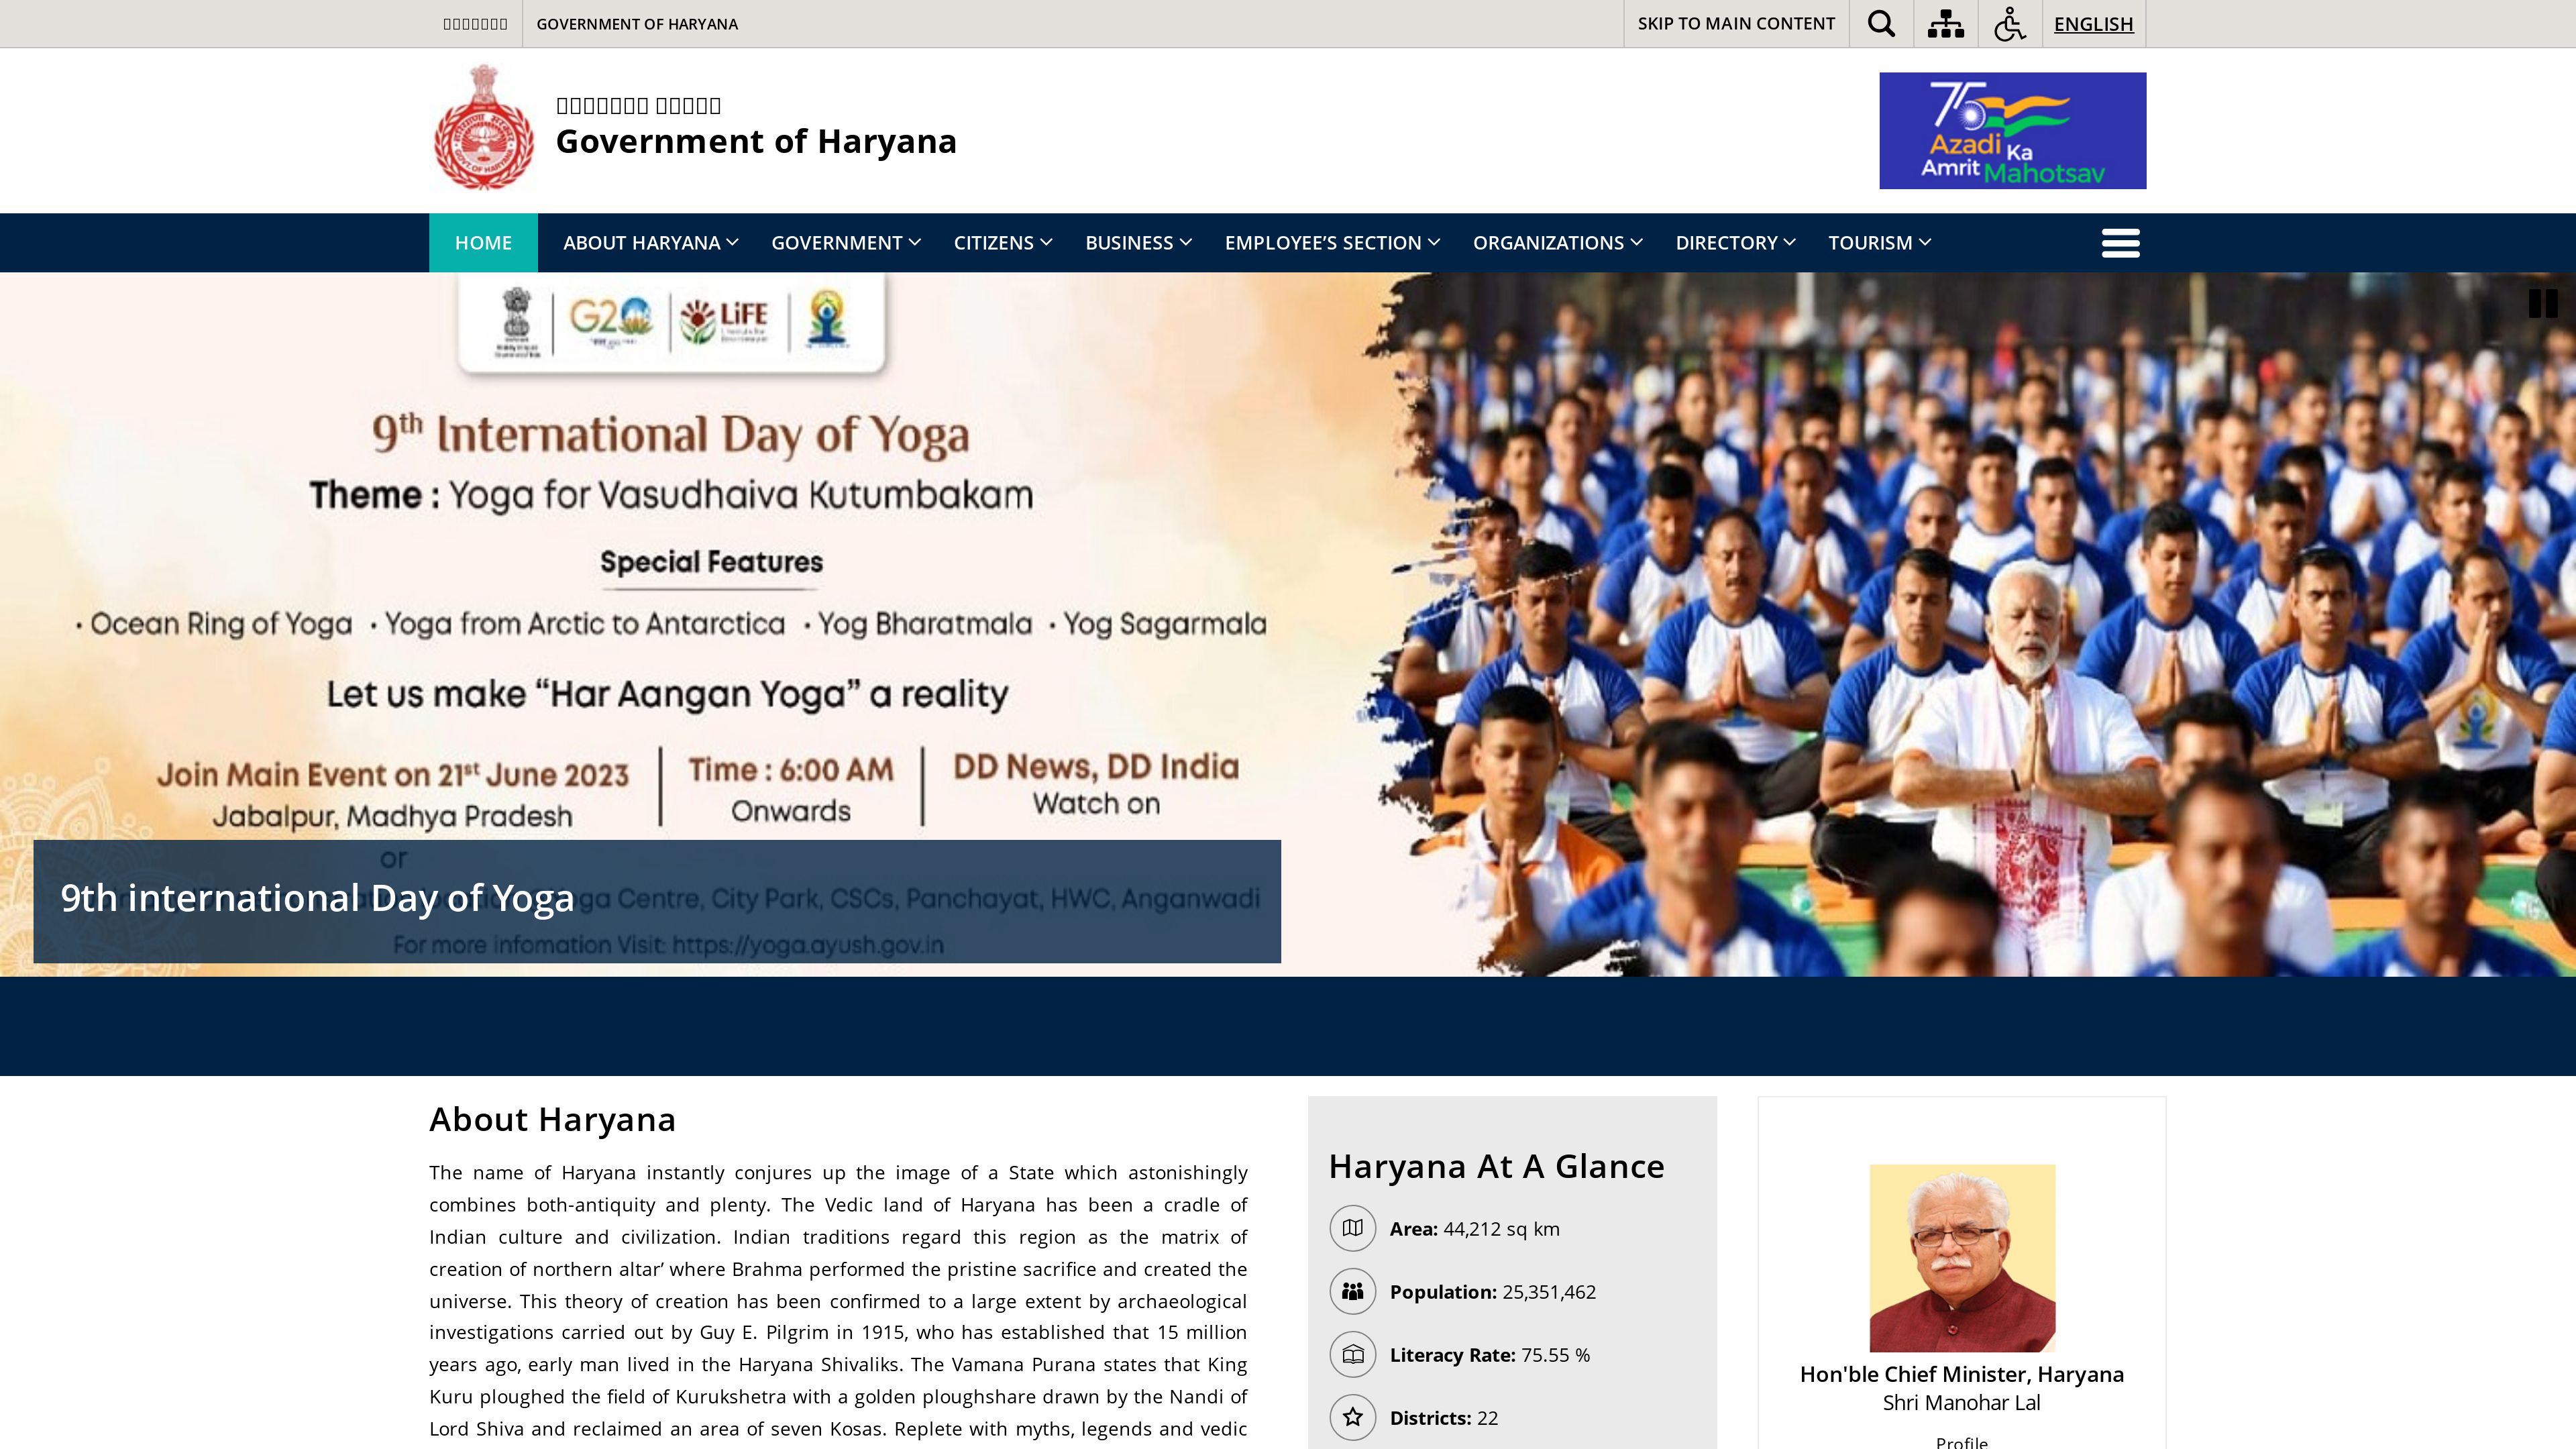 GOVERNMENT OF HARYANA
SKIP TO MAIN CONTENT
ENGLISH
Government of Haryana
75
Azadi Ka
Amrit Mahotsav
HOME
ABOUT HARYANA
GOVERNMENT
CITIZENS
BUSINESS
EMPLOYEE’S SECTION
ORGANIZATIONS
DIRECTORY
TOURISM
G20
LiFE
9th International Day of Yoga
Theme : Yoga for Vasudhaiva Kutumbakam
Special Features
• Ocean Ring of Yoga • Yoga from Arctic to Antarctica • Yog Bharatmala • Yog Sagarmala
Let us make “Har Aangan Yoga” a reality
Join Main Event on 21st June 2023
Jabalpur, Madhya Pradesh
Time : 6:00 AM
Onwards
DD News, DD India
Watch on
or
9th international Day of Yoga
Centre, City Park, CSCs, Panchayat, HWC, Anganwadi
For more infomation Visit: https://yoga.ayush.gov.in
About Haryana
The name of Haryana instantly conjures up the image of a State which astonishingly
combines both-antiquity and plenty. The Vedic land of Haryana has been a cradle of
Indian culture and civilization. Indian traditions regard this region as the matrix of
creation of northern altar’ where Brahma performed the pristine sacrifice and created the
universe. This theory of creation has been confirmed to a large extent by archaeological
investigations carried out by Guy E. Pilgrim in 1915, who has established that 15 million
years ago, early man lived in the Haryana Shivaliks. The Vamana Purana states that King
Kuru ploughed the field of Kurukshetra with a golden ploughshare drawn by the Nandi of
Lord Shiva and reclaimed an area of seven Kosas. Replete with myths, legends and vedic
Haryana At A Glance
Area: 44,212 sq km
Population: 25,351,462
Literacy Rate: 75.55 %
Districts: 22
Hon'ble Chief Minister, Haryana
Shri Manohar Lal
Profile